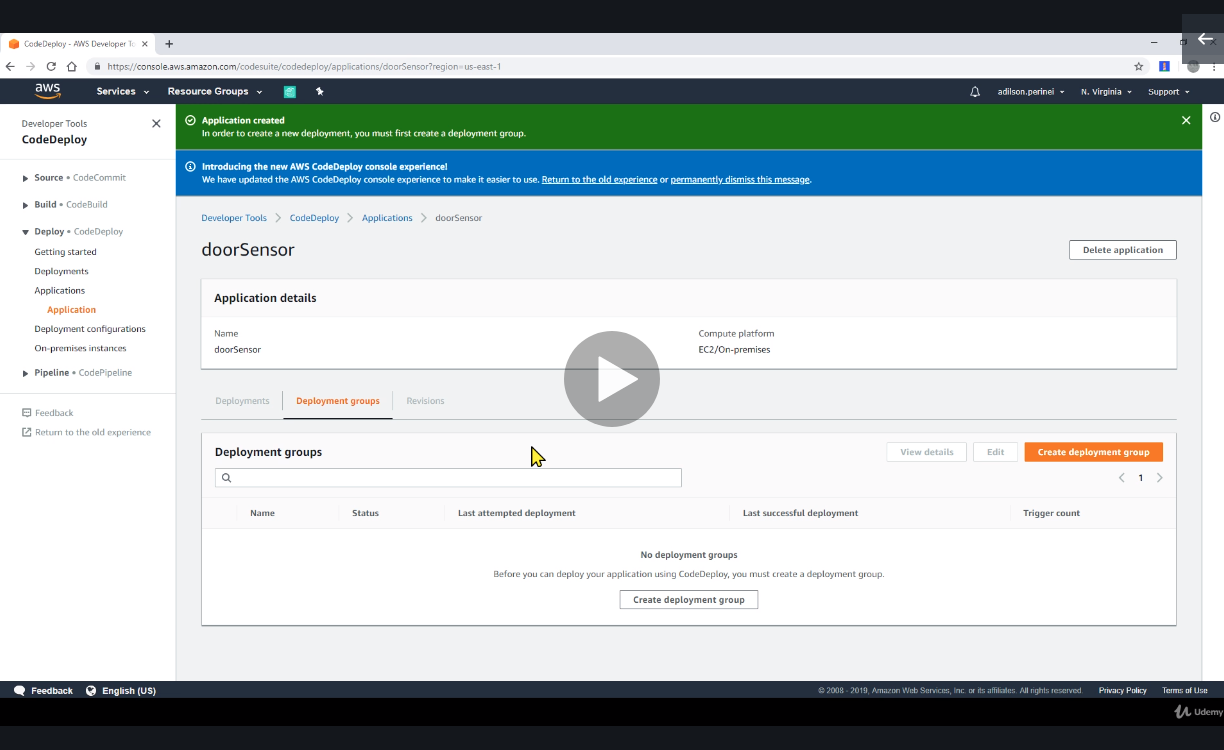 CodeDeploy - AWS Developer To
https://console.aws.amazon.com/codesuite/codedeploy/applications/doorSensor?region=us-east-1
aws
Services
Resource Groups
adilson.perinei
N. Virginia
Support
Developer Tools
CodeDeploy
Source • CodeCommit
Build • CodeBuild
Deploy • CodeDeploy
Getting started
Deployments
Applications
Application
Deployment configurations
On-premises instances
Pipeline • CodePipeline
Feedback
Return to the old experience
Application created
In order to create a new deployment, you must first create a deployment group.
Introducing the new AWS CodeDeploy console experience!
We have updated the AWS CodeDeploy console experience to make it easier to use. Return to the old experience or permanently dismiss this message.
Developer Tools
CodeDeploy
Applications
doorSensor
doorSensor
Delete application
Application details
Name
Compute platform
doorSensor
EC2/On-premises
Deployments
Deployment groups
Revisions
Deployment groups
View details
Edit
Create deployment group
1
Name
Status
Last attempted deployment
Last successful deployment
Trigger count
No deployment groups
Before you can deploy your application using CodeDeploy, you must create a deployment group.
Create deployment group
Feedback
English (US)
© 2008 - 2019, Amazon Web Services, Inc. or its affiliates. All rights reserved.
Privacy Policy
Terms of Use
Udemy